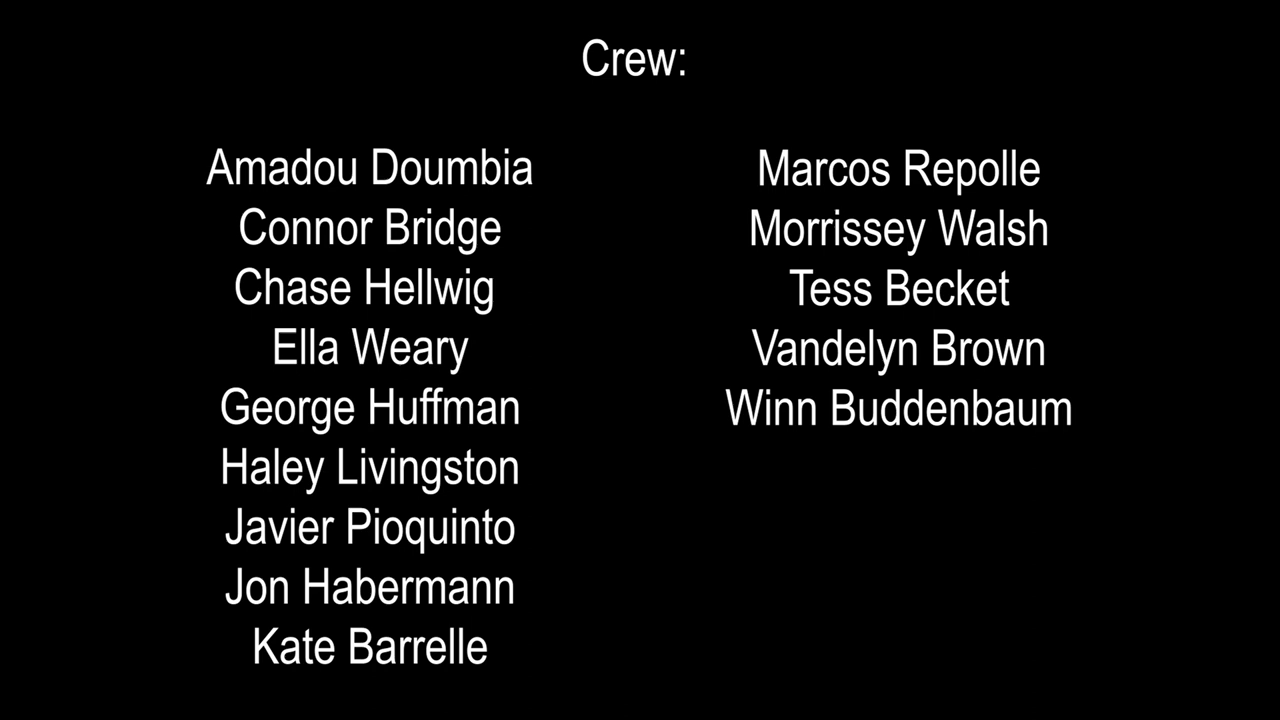 Crew:
Amadou Doumbia
Connor Bridge
Chase Hellwig
Ella Weary
George Huffman
Haley Livingston
Javier Pioquinto
Jon Habermann
Kate Barrelle
Marcos Repolle
Morrissey Walsh
Tess Becket
Vandelyn Brown
Winn Buddenbaum